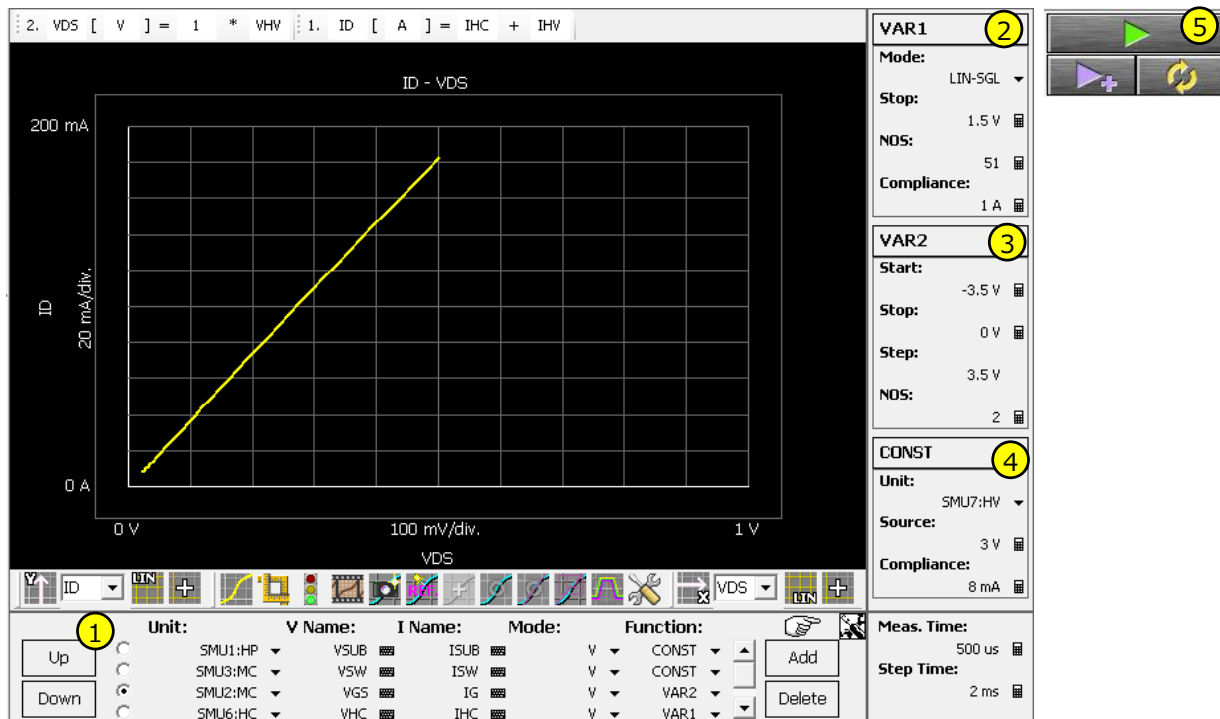 2. VDS [ V ] = 1 * VHV 1. ID [ A ] = IHC + IHV
ID - VDS
200 mA
ID
20 mA/div.
0 A
0 V 100 mV/div. 1 V
VDS
Y ID LIN REF. X VDS LIN
VAR1 2
Mode:
LIN-SGL
Stop:
1.5 V
NOS:
51
Compliance:
1 A
VAR2 3
Start:
-3.5 V
Stop:
0 V
Step:
3.5 V
NOS:
2
CONST 4
Unit:
SMU7:HV
Source:
3 V
Compliance:
8 mA
5
1
Up
Down
Unit: V Name: I Name: Mode: Function:
SMU1:HP VSUB ISUB V CONST
SMU3:MC VSW ISW V CONST
SMU2:MC VGS IG V VAR2
SMU6:HC VHC IHC V VAR1
Add
Delete
Meas. Time:
500 us
Step Time:
2 ms